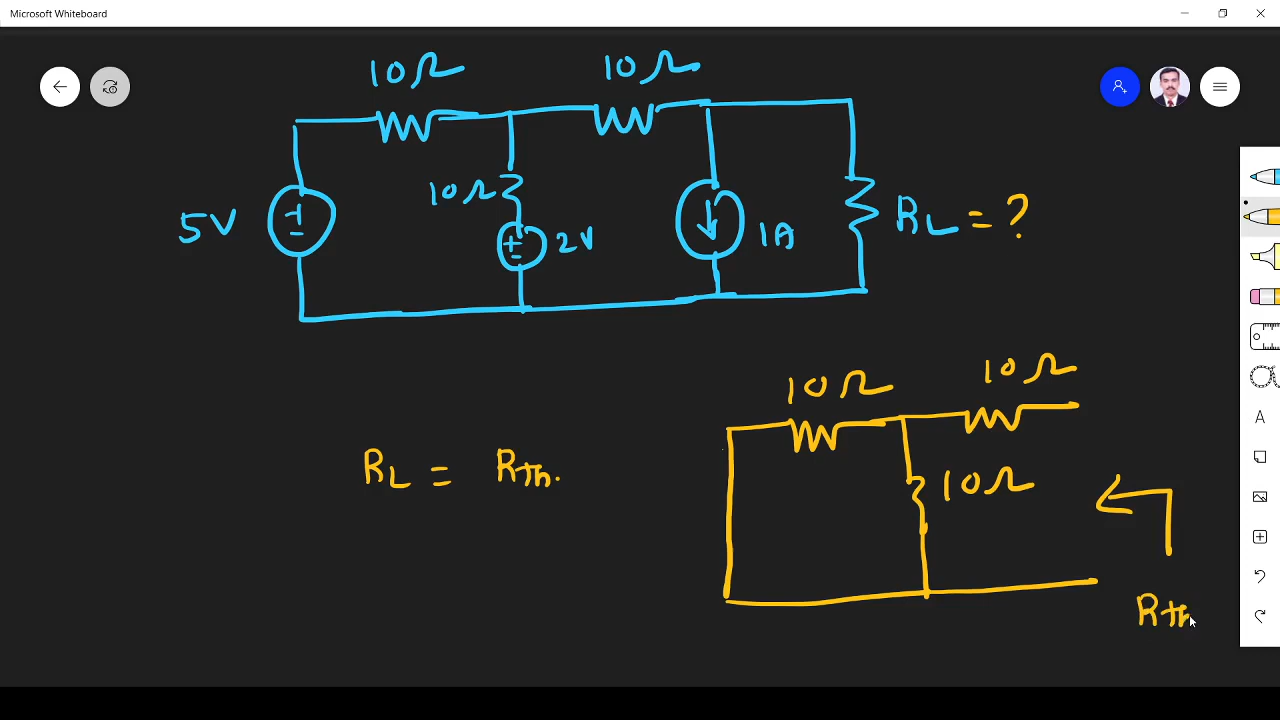 Microsoft Whiteboard
10Ω 10Ω
5V + - 10Ω + - 2V 1A RL = ?
10Ω 10Ω
RL = RTh.
10Ω
RTh
A